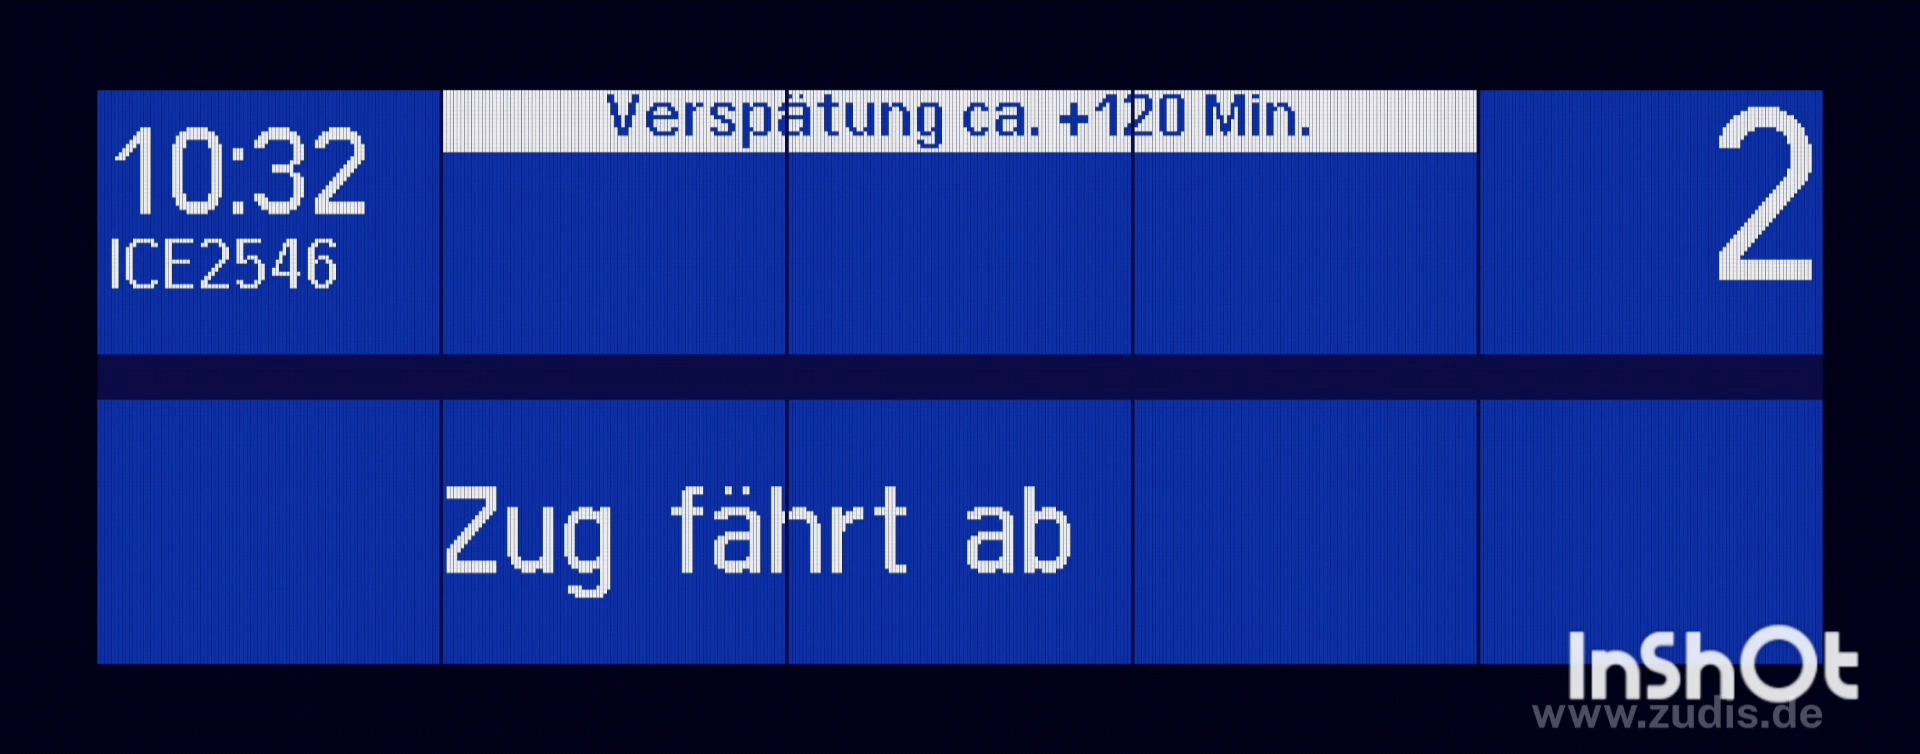 Verspätung ca. +120 Min.
10:32
2
ICE2546
Zug fährt ab
InShOt
www.zudis.de